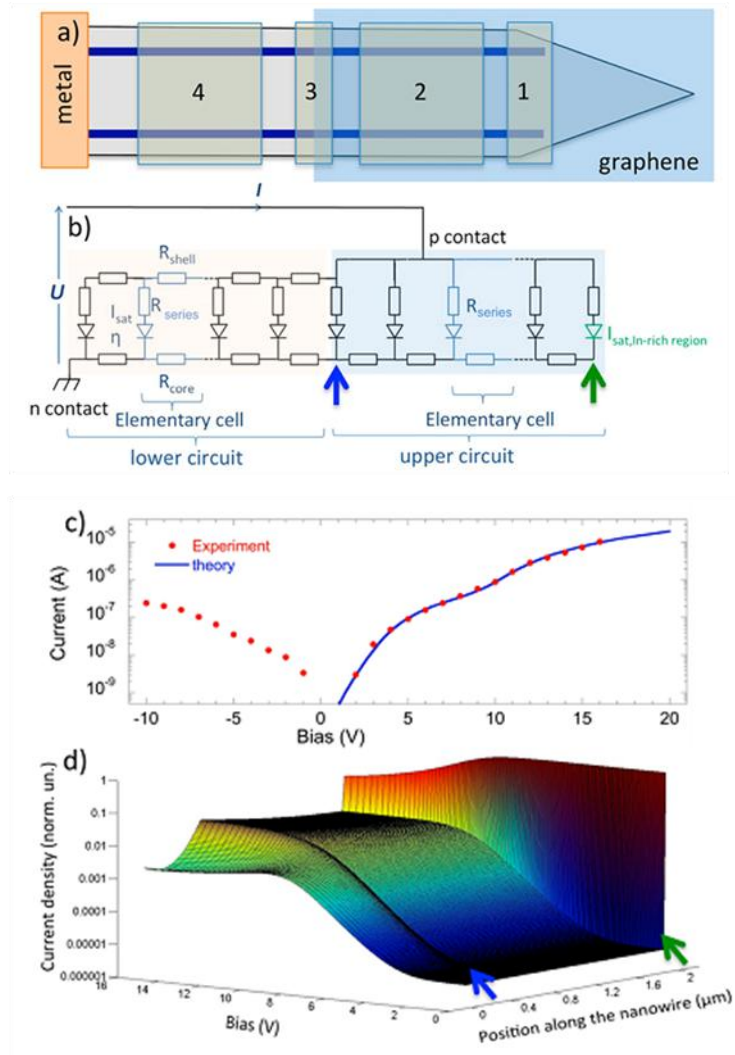 a)
metal
4
3
2
1
graphene
I
b)
p contact
U
Rshell
Isat
η
Rseries
Rseries
Isat,In-rich region
Rcore
n contact
Elementary cell
Elementary cell
lower circuit
upper circuit
c)
Current (A)
10-5
10-6
10-7
10-8
10-9
Experiment
theory
-10
-5
0
5
10
15
20
Bias (V)
d)
Current density (norm. un.)
1
0.1
0.01
0.001
0.0001
0.00001
0.000001
16
14
12
10
8
6
4
2
0
Bias (V)
0
0.4
0.8
1.2
1.6
2
Position along the nanowire (μm)